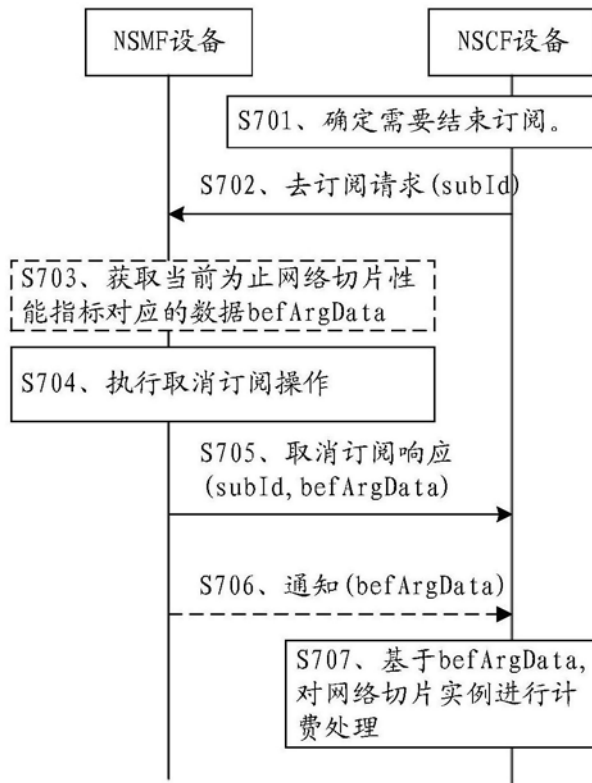 NSMF设备
NSCF设备
S701、确定需要结束订阅。
S702、去订阅请求(subId)
S703、获取当前为止网络切片性
能指标对应的数据befArgData
S704、执行取消订阅操作
S705、取消订阅响应
(subId,befArgData)
S706、通知(befArgData)
S707、基于befArgData,
对网络切片实例进行计
费处理